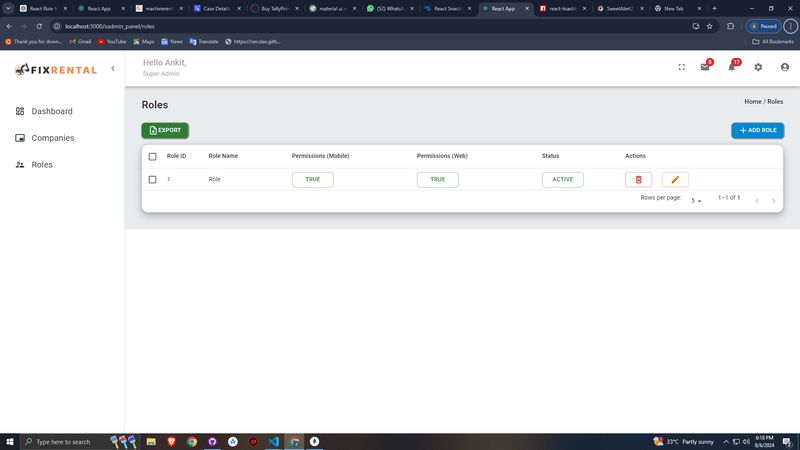 React Role M
React App
machinerent
Case Details
Buy TallyPrim
material ui s
(52) WhatsA
React Snack
React App
react-toastif
SweetAlert2
New Tab
localhost:3000/sadmin_panel/roles
Paused
Thank you for down...
Gmail
YouTube
Maps
News
Translate
https://necolas.gith...
All Bookmarks
FIXRENTAL
Hello Ankit,
Super Admin
5
17
Dashboard
Companies
Roles
Roles
Home / Roles
EXPORT
ADD ROLE
Role ID Role Name Permissions (Mobile) Permissions (Web) Status Actions
1 Role TRUE TRUE ACTIVE
Rows per page: 5 1–1 of 1
Type here to search
33°C Partly sunny
6:18 PM
8/6/2024